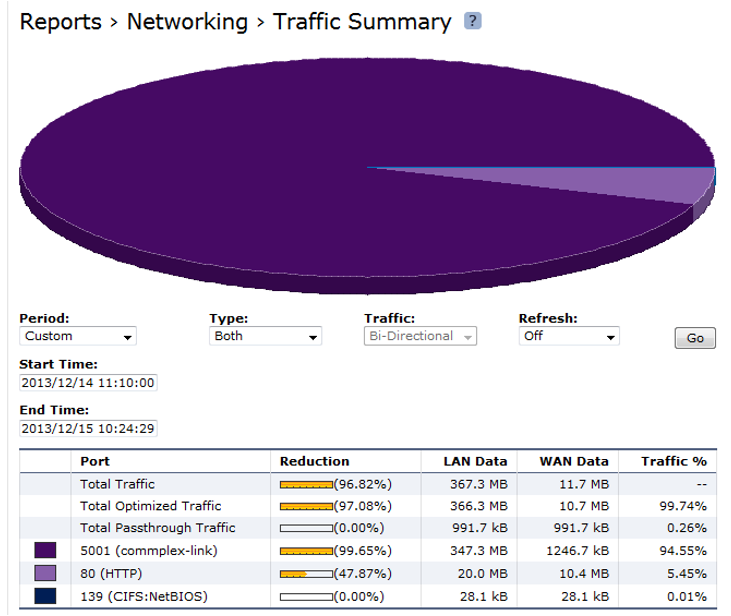 Reports › Networking › Traffic Summary ?
Period: Type: Traffic: Refresh:
Custom Both Bi-Directional Off Go
Start Time:
2013/12/14 11:10:00
End Time:
2013/12/15 10:24:29
Port Reduction LAN Data WAN Data Traffic %
Total Traffic (96.82%) 367.3 MB 11.7 MB --
Total Optimized Traffic (97.08%) 366.3 MB 10.7 MB 99.74%
Total Passthrough Traffic (0.00%) 991.7 kB 991.7 kB 0.26%
5001 (commplex-link) (99.65%) 347.3 MB 1246.7 kB 94.55%
80 (HTTP) (47.87%) 20.0 MB 10.4 MB 5.45%
139 (CIFS:NetBIOS) (0.00%) 28.1 kB 28.1 kB 0.01%